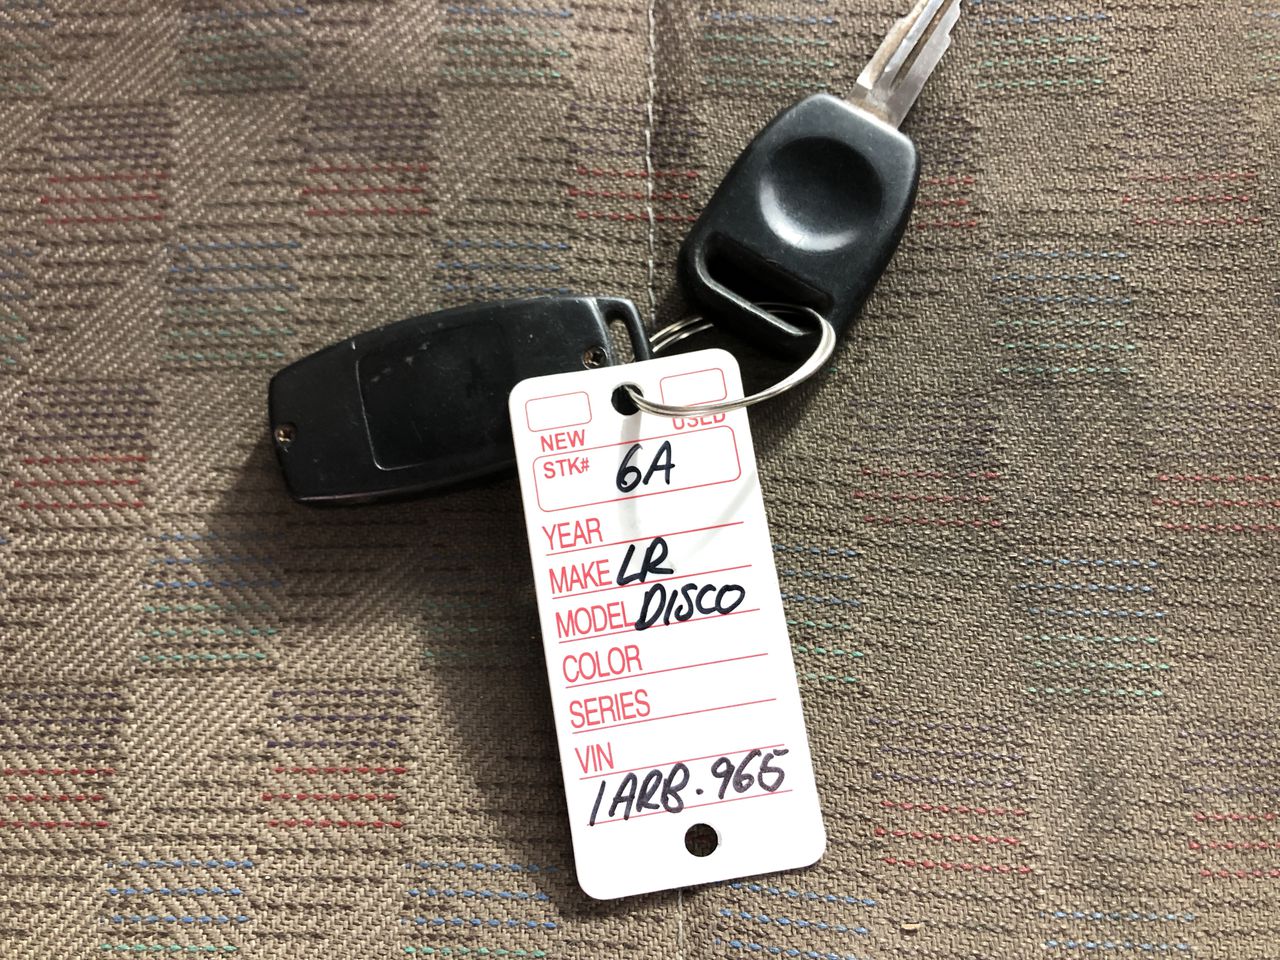 NEW USED
STK# 6A
YEAR
MAKE LR
MODEL DISCO
COLOR
SERIES
VIN
1ARB·965